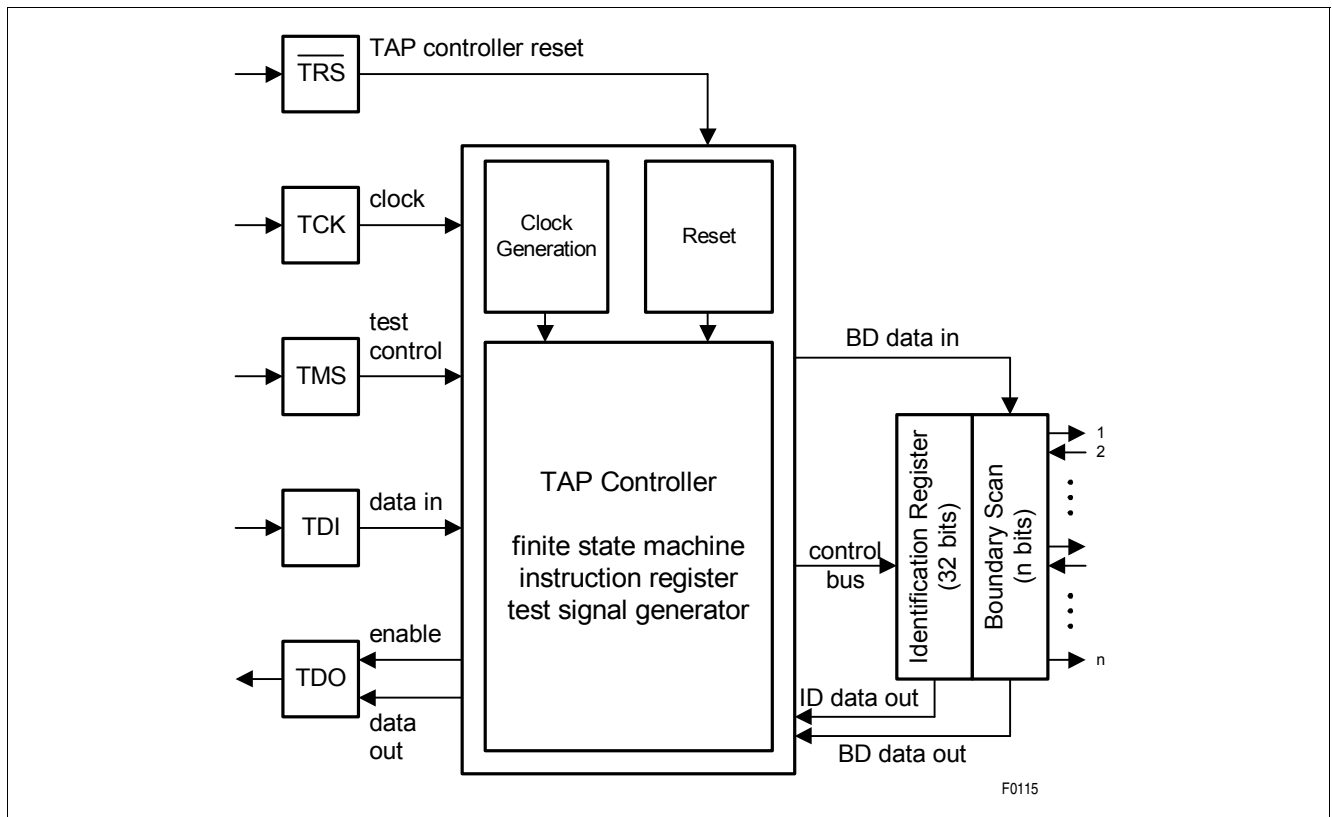 TAP controller reset
TRS
clock
TCK
Clock
Generation
Reset
test
control
TMS
BD data in
1
2
TAP Controller
finite state machine
instruction register
test signal generator
data in
TDI
control
bus
Identification Register
(32 bits)
Boundary Scan
(n bits)
enable
TDO
data
out
n
ID data out
BD data out
F0115